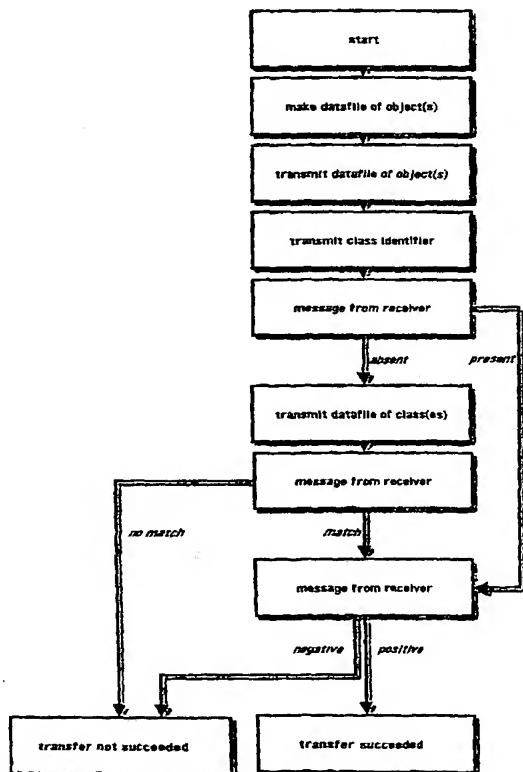 start
make datafile of object(s)
transmit datafile of object(s)
transmit class identifier
message from receiver
absent
present
transmit datafile of class(es)
message from receiver
no match
match
message from receiver
negative
positive
transfer not succeeded
transfer succeeded